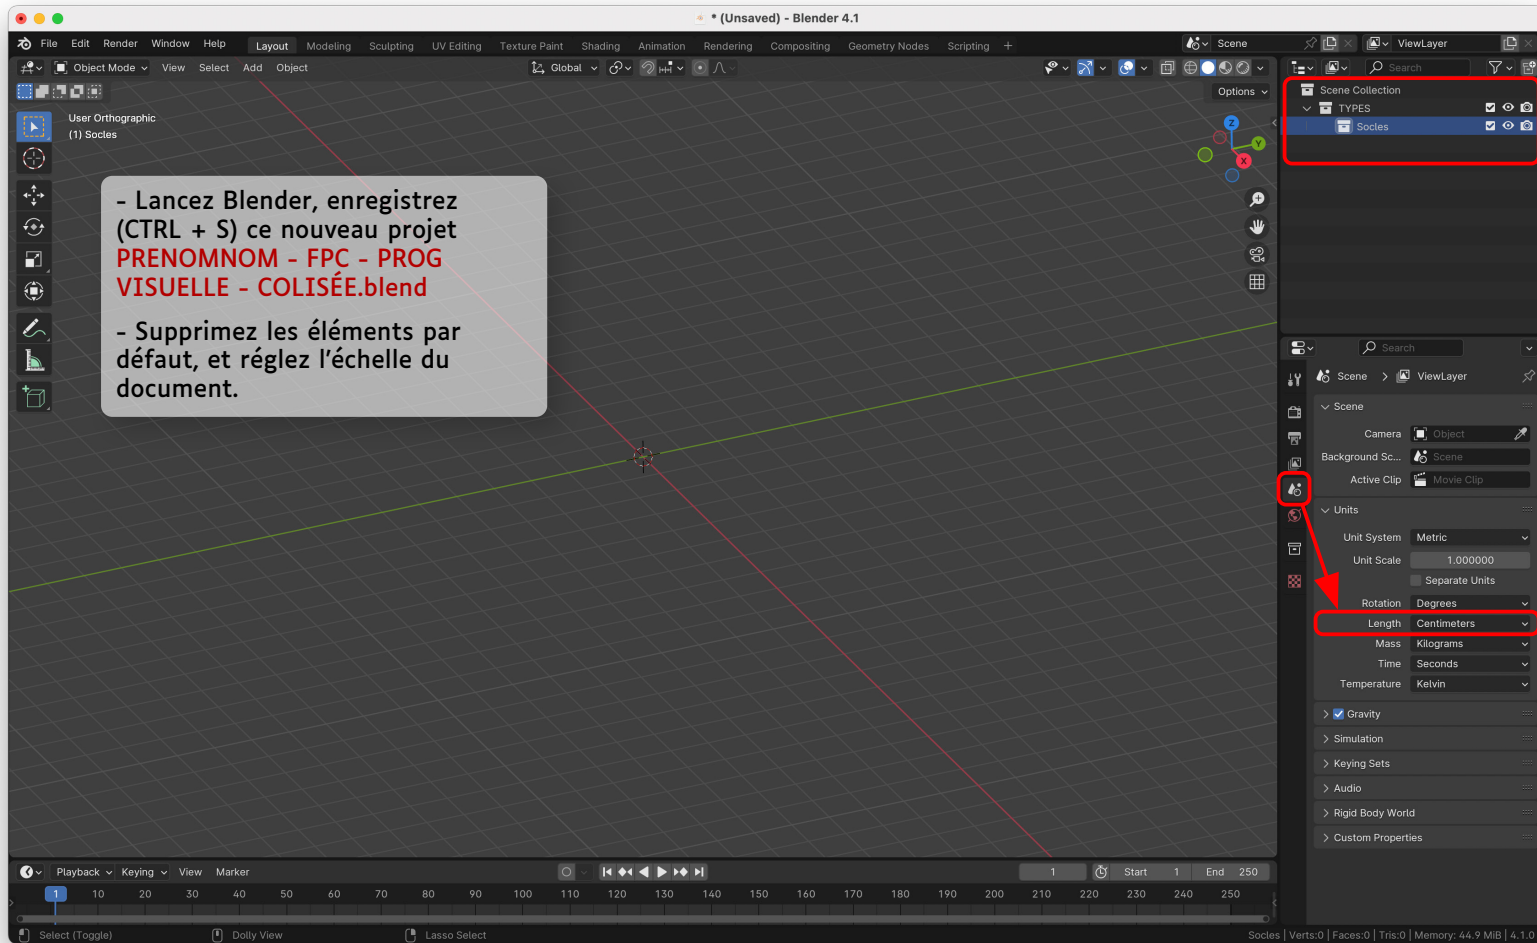 * (Unsaved) - Blender 4.1
File Edit Render Window Help Layout Modeling Sculpting UV Editing Texture Paint Shading Animation Rendering Compositing Geometry Nodes Scripting + Scene ViewLayer
Object Mode View Select Add Object Global Search
Options
User Orthographic
(1) Socles
Z
Y
X
- Lancez Blender, enregistrez
(CTRL + S) ce nouveau projet
PRENOMNOM - FPC - PROG
VISUELLE - COLISÉE.blend
- Supprimez les éléments par
défaut, et réglez l'échelle du
document.
Scene Collection
TYPES
Socles
Search
Scene > ViewLayer
Scene
Camera Object
Background Sc... Scene
Active Clip Movie Clip
Units
Unit System Metric
Unit Scale 1.000000
Separate Units
Rotation Degrees
Length Centimeters
Mass Kilograms
Time Seconds
Temperature Kelvin
Gravity
Simulation
Keying Sets
Audio
Rigid Body World
Custom Properties
Playback Keying View Marker 1 Start 1 End 250
1 10 20 30 40 50 60 70 80 90 100 110 120 130 140 150 160 170 180 190 200 210 220 230 240 250
Select (Toggle) Dolly View Lasso Select Socles | Verts:0 | Faces:0 | Tris:0 | Memory: 44.9 MiB | 4.1.0